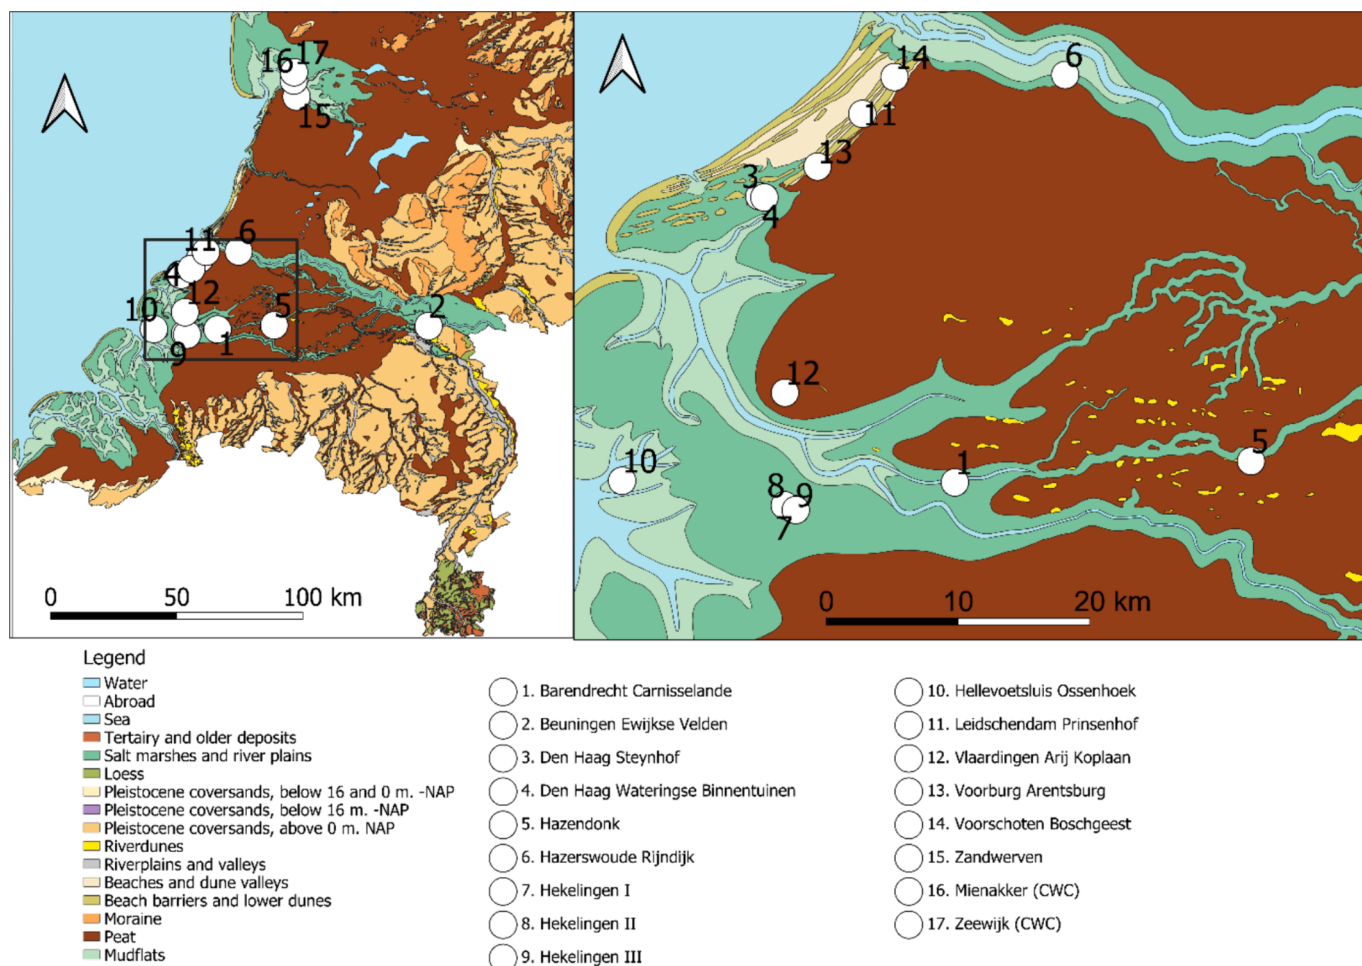 17
16
15
11
6
4
12
10
5
2
9
1
0 50 100 km
14
6
11
13
3
4
12
10
1
5
8
9
7
0 10 20 km
Legend
Water
Abroad
Sea
Tertairy and older deposits
Salt marshes and river plains
Loess
Pleistocene coversands, below 16 and 0 m. -NAP
Pleistocene coversands, below 16 m. -NAP
Pleistocene coversands, above 0 m. NAP
Riverdunes
Riverplains and valleys
Beaches and dune valleys
Beach barriers and lower dunes
Moraine
Peat
Mudflats
1. Barendrecht Carnisselande
2. Beuningen Ewijkse Velden
3. Den Haag Steynhof
4. Den Haag Wateringse Binnentuinen
5. Hazendonk
6. Hazerswoude Rijndijk
7. Hekelingen I
8. Hekelingen II
9. Hekelingen III
10. Hellevoetsluis Ossenhoek
11. Leidschendam Prinsenhof
12. Vlaardingen Arij Koplaan
13. Voorburg Arentsburg
14. Voorschoten Boschgeest
15. Zandwerven
16. Mienakker (CWC)
17. Zeewijk (CWC)